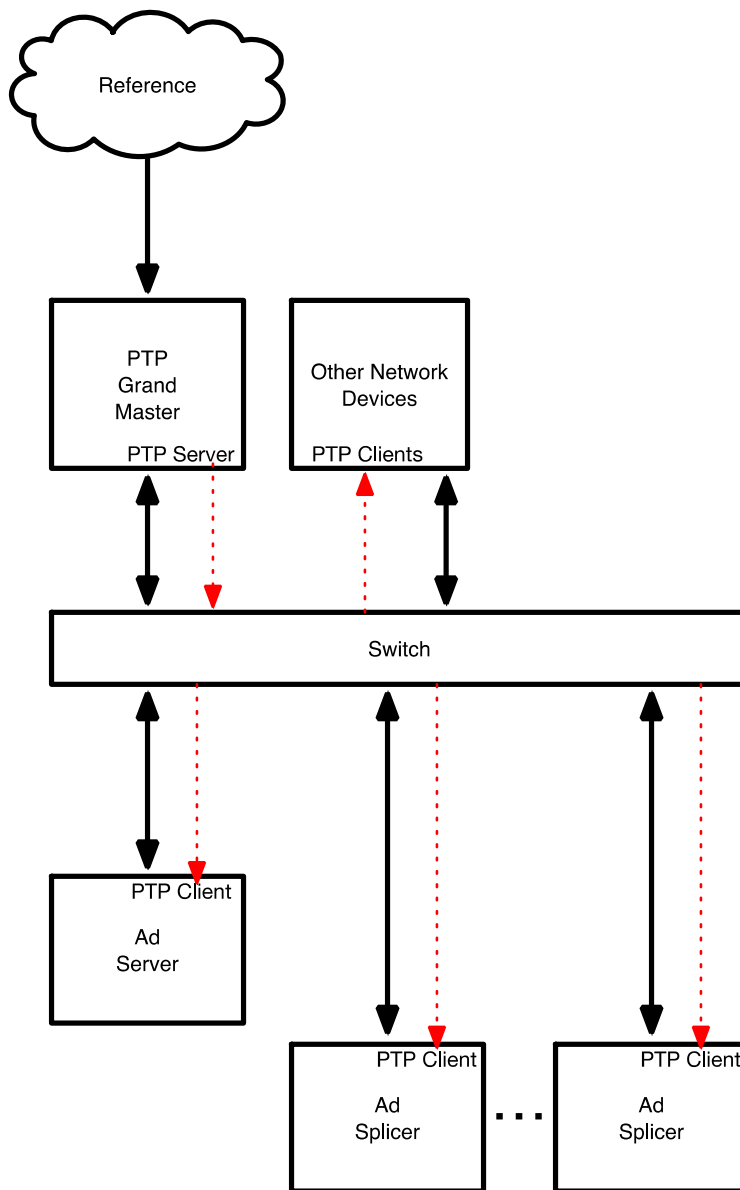 Reference
PTP
Grand
Master
PTP Server
Other Network
Devices
PTP Clients
Switch
PTP Client
Ad
Server
PTP Client
Ad
Splicer
PTP Client
Ad
Splicer